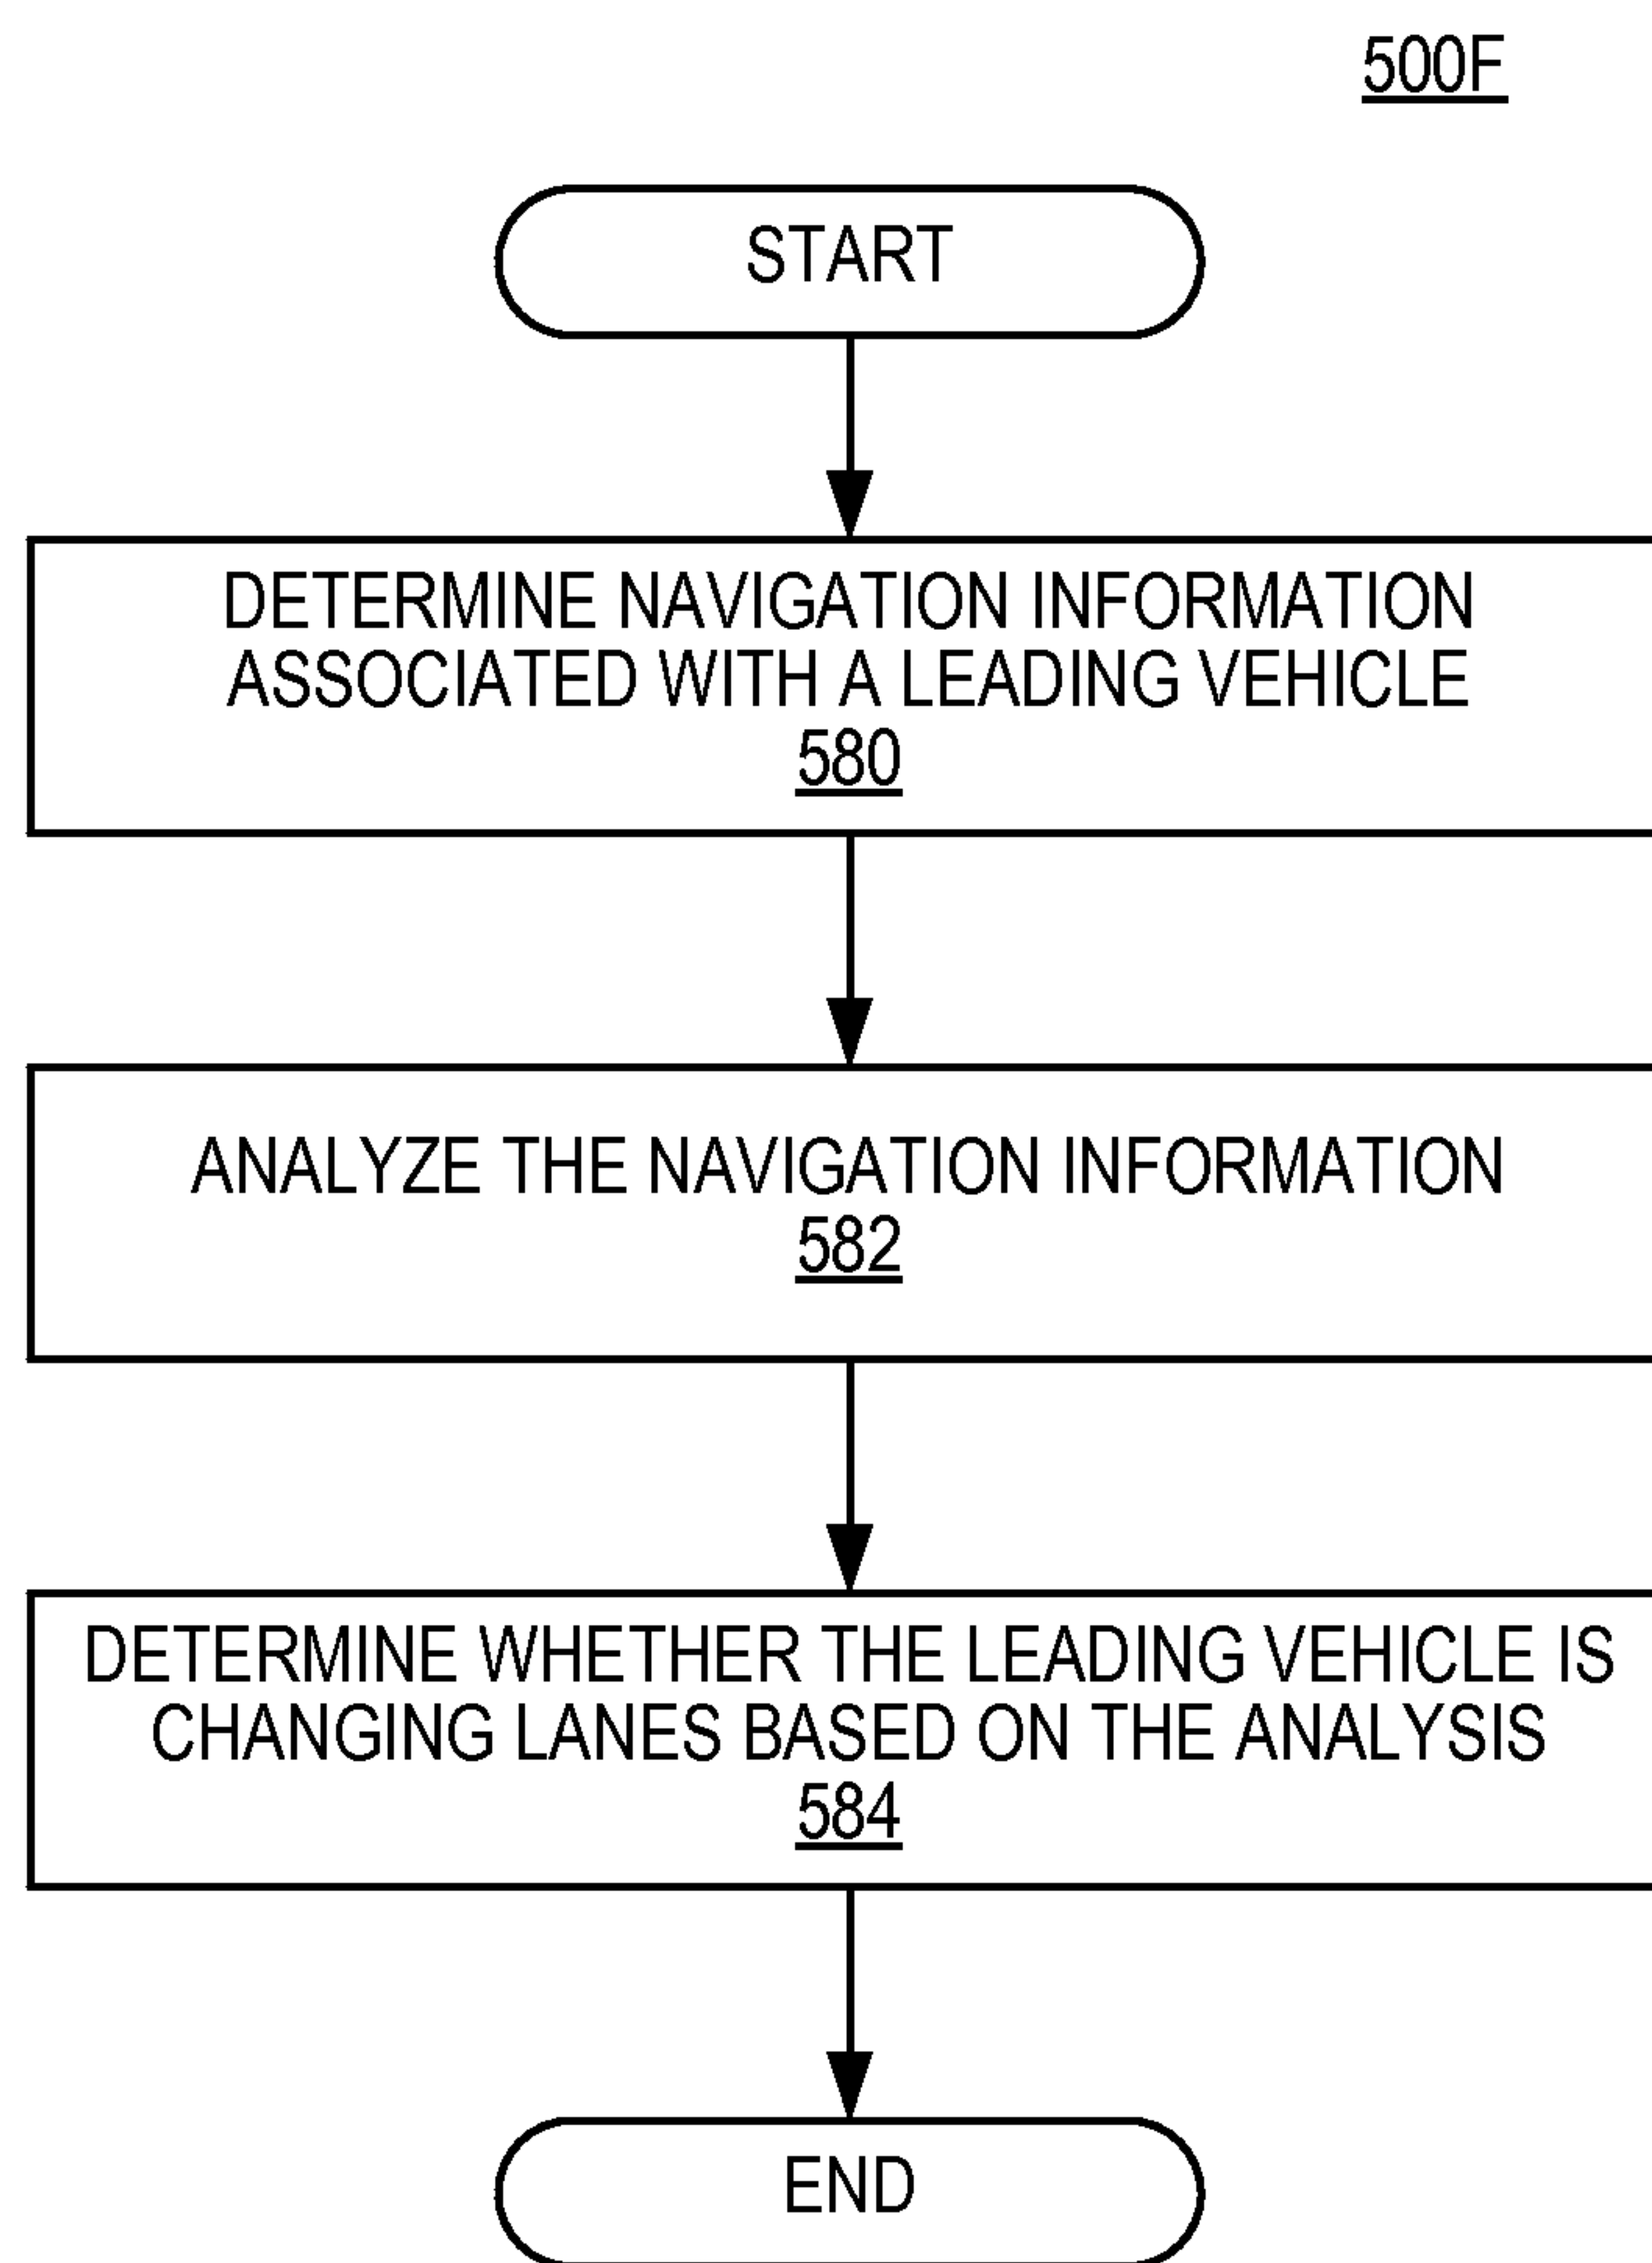 500F
START
DETERMINE NAVIGATION INFORMATION
ASSOCIATED WITH A LEADING VEHICLE
580
ANALYZE THE NAVIGATION INFORMATION
582
DETERMINE WHETHER THE LEADING VEHICLE IS
CHANGING LANES BASED ON THE ANALYSIS
584
END